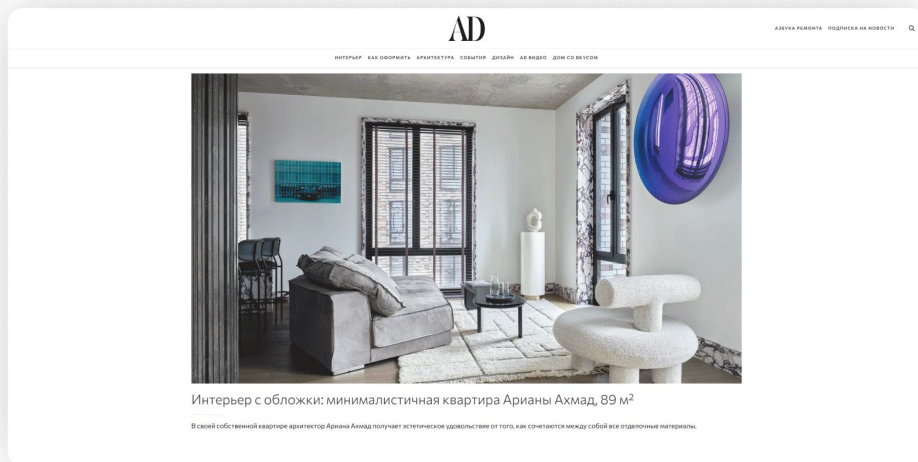 AD
АЗБУКА РЕМОНТА ПОДПИСКА НА НОВОСТИ
ИНТЕРЬЕР КАК ОФОРМИТЬ АРХИТЕКТУРА СОБЫТИЯ ДИЗАЙН AD ВИДЕО ДОМ СО ВКУСОМ
Интерьер с обложки: минималистичная квартира Арианы Ахмад, 89 м²
В своей собственной квартире архитектор Ариана Ахмад получает эстетическое удовольствие от того, как сочетаются между собой все отделочные материалы.